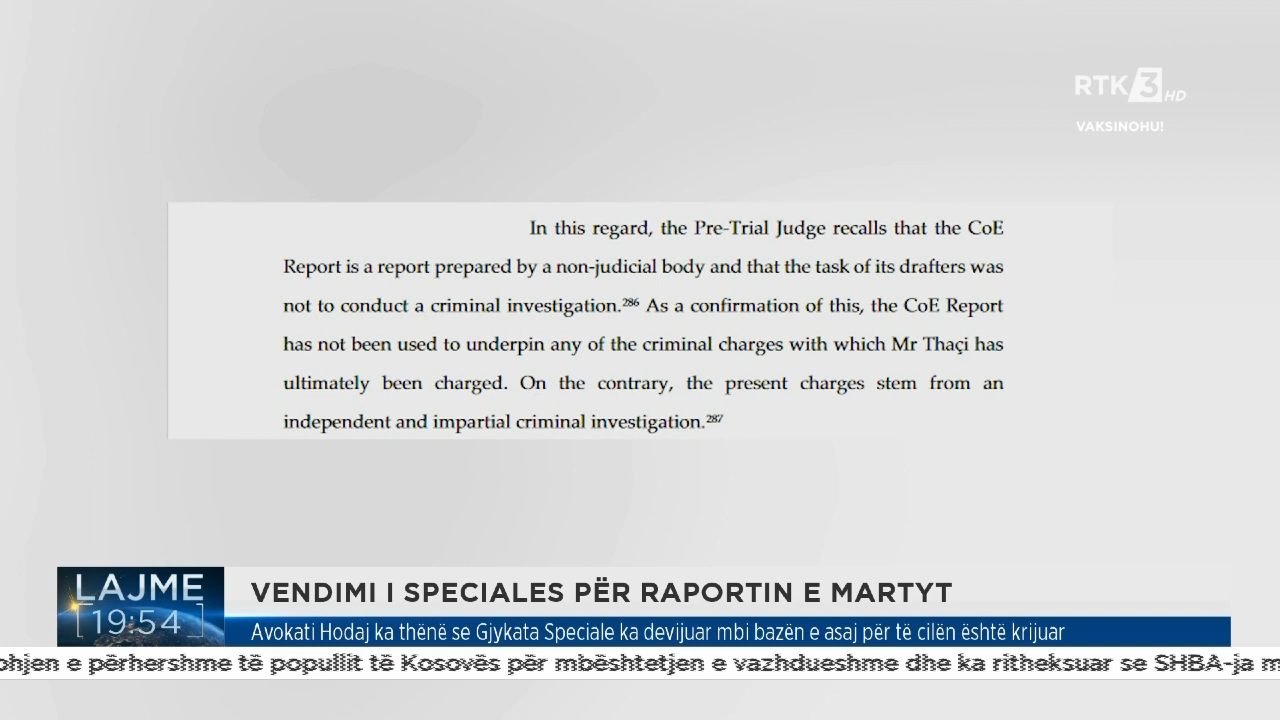 RTK 3 HD
VAKSINOHU!
In this regard, the Pre-Trial Judge recalls that the CoE
Report is a report prepared by a non-judicial body and that the task of its drafters was
not to conduct a criminal investigation.²⁸⁶ As a confirmation of this, the CoE Report
has not been used to underpin any of the criminal charges with which Mr Thaçi has
ultimately been charged. On the contrary, the present charges stem from an
independent and impartial criminal investigation.²⁸⁷
LAJME
19:54
VENDIMI I SPECIALES PËR RAPORTIN E MARTYT
Avokati Hodaj ka thënë se Gjykata Speciale ka devijuar mbi bazën e asaj për të cilën është krijuar
ohjen e përhershme të popullit të Kosovës për mbështetjen e vazhdueshme dhe ka ritheksuar se SHBA-ja m